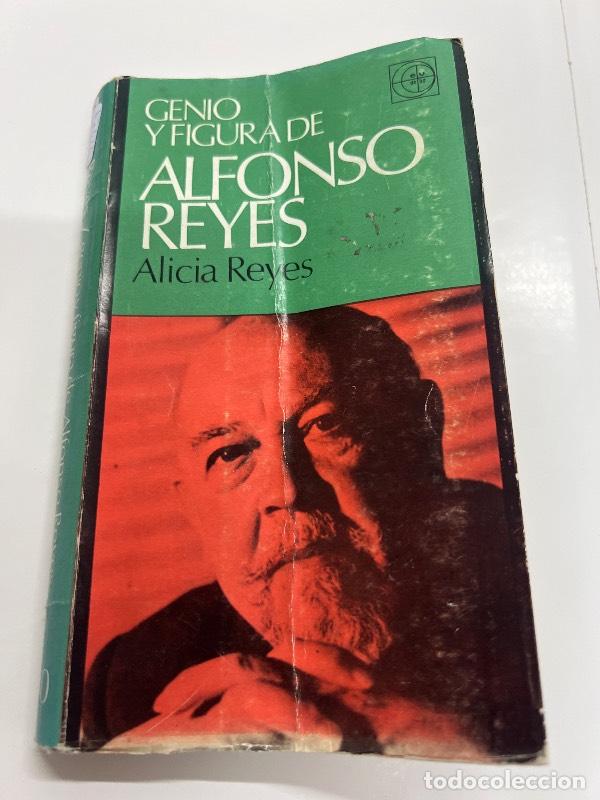 GENIO
Y FIGURA DE
ALFONSO
REYES
Alicia Reyes
todocoleccion